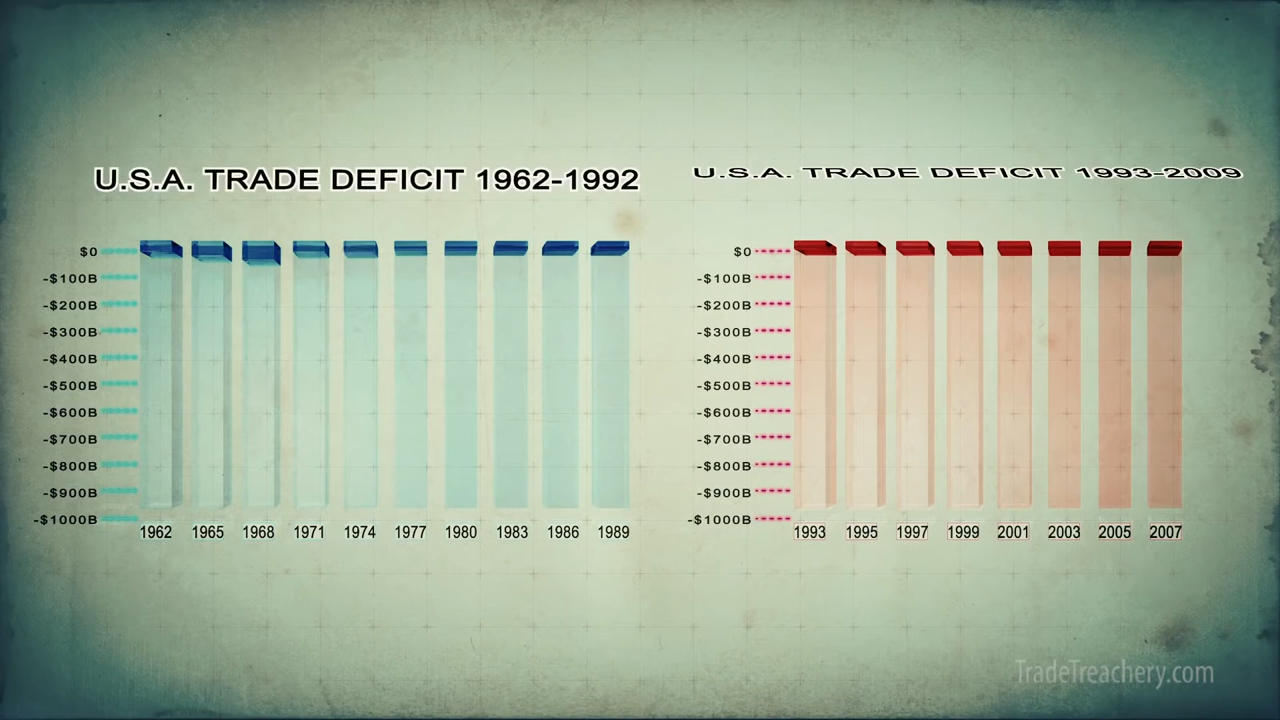 U.S.A. TRADE DEFICIT 1962-1992
$0
-$100B
-$200B
-$300B
-$400B
-$500B
-$600B
-$700B
-$800B
-$900B
-$1000B
1962 1965 1968 1971 1974 1977 1980 1983 1986 1989
U.S.A. TRADE DEFICIT 1993-2009
$0
-$100B
-$200B
-$300B
-$400B
-$500B
-$600B
-$700B
-$800B
-$900B
-$1000B
1993 1995 1997 1999 2001 2003 2005 2007
TradeTreachery.com